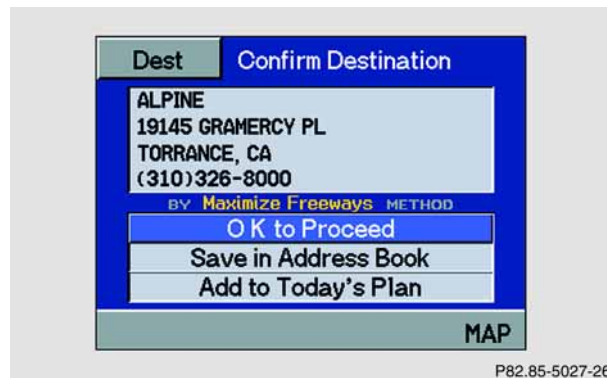 Dest
Confirm Destination
ALPINE
19145 GRAMERCY PL
TORRANCE, CA
(310)326-8000
BY Maximize Freeways METHOD
OK to Proceed
Save in Address Book
Add to Today's Plan
MAP
P82.85-5027-26